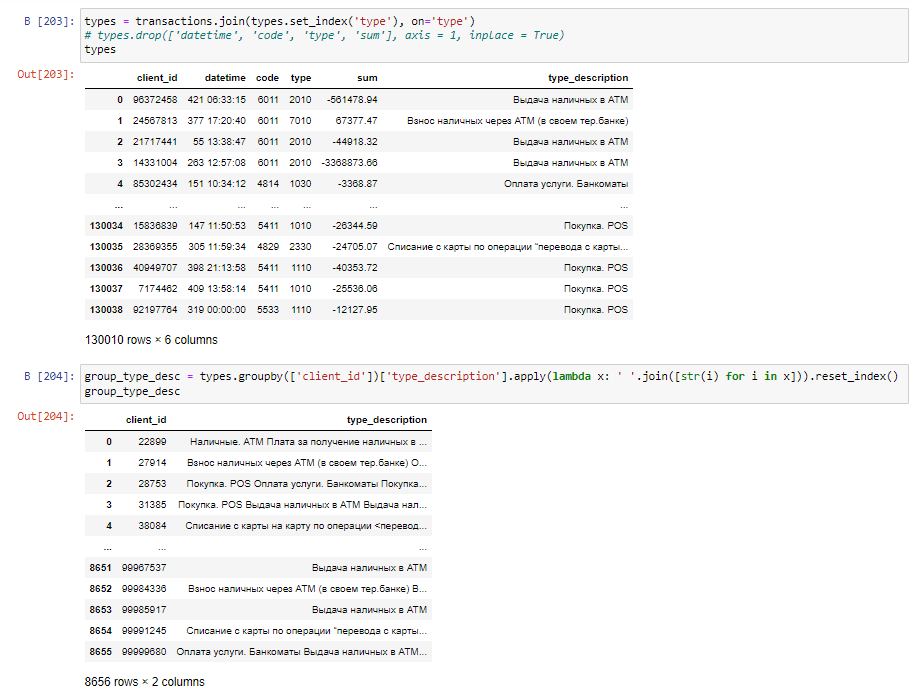 B [203]: types = transactions.join(types.set_index('type'), on='type')
# types.drop(['datetime', 'code', 'type', 'sum'], axis = 1, inplace = True)
types
Out[203]:
client_id datetime code type sum type_description
0 96372458 421 06:33:15 6011 2010 -561478.94 Выдача наличных в АТМ
1 24567813 377 17:20:40 6011 7010 67377.47 Взнос наличных через АТМ (в своем тер.банке)
2 21717441 55 13:38:47 6011 2010 -44918.32 Выдача наличных в АТМ
3 14331004 263 12:57:08 6011 2010 -3368873.66 Выдача наличных в АТМ
4 85302434 151 10:34:12 4814 1030 -3368.87 Оплата услуги. Банкоматы
... ... ... ... ... ... ...
130034 15836839 147 11:50:53 5411 1010 -26344.59 Покупка. POS
130035 28369355 305 11:59:34 4829 2330 -24705.07 Списание с карты по операции "перевода с карты...
130036 40949707 398 21:13:58 5411 1110 -40353.72 Покупка. POS
130037 7174462 409 13:58:14 5411 1010 -25536.06 Покупка. POS
130038 92197764 319 00:00:00 5533 1110 -12127.95 Покупка. POS
130010 rows × 6 columns
B [204]: group_type_desc = types.groupby(['client_id'])['type_description'].apply(lambda x: ' '.join([str(i) for i in x])).reset_index()
group_type_desc
Out[204]:
client_id type_description
0 22899 Наличные. АТМ Плата за получение наличных в ...
1 27914 Взнос наличных через АТМ (в своем тер.банке) О...
2 28753 Покупка. POS Оплата услуги. Банкоматы Покупка...
3 31385 Покупка. POS Выдача наличных в АТМ Выдача нал...
4 38084 Списание с карты на карту по операции <перевод...
... ... ...
8651 99967537 Выдача наличных в АТМ
8652 99984336 Взнос наличных через АТМ (в своем тер.банке) В...
8653 99985917 Выдача наличных в АТМ
8654 99991245 Списание с карты по операции "перевода с карты...
8655 99999680 Оплата услуги. Банкоматы Выдача наличных в АТМ...
8656 rows × 2 columns